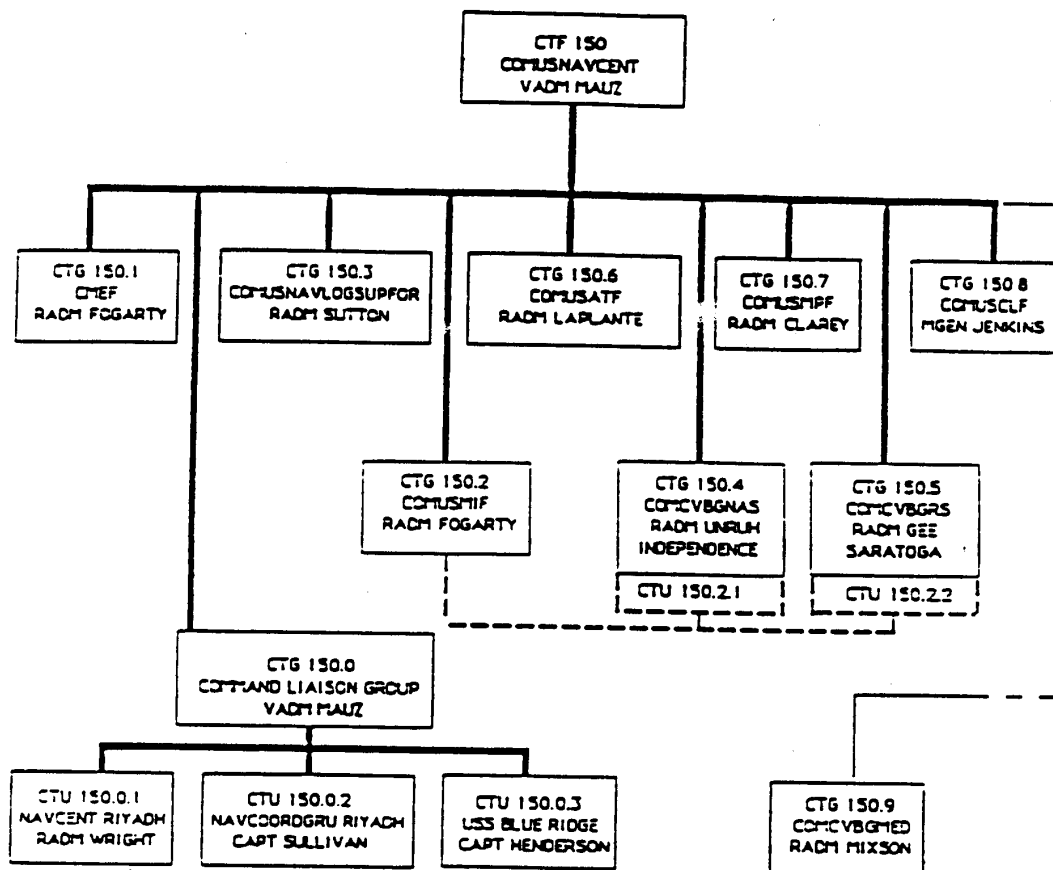 CTF 150
COMUSNAVCENT
VADM MAUZ
CTG 150.1
CMEF
RADM FOGARTY
CTG 150.3
COMUSNAVLOGSUPFOR
RADM SUTTON
CTG 150.6
COMUSATF
RADM LAPLANTE
CTG 150.7
COMUSMPF
RADM CLAREY
CTG 150.8
COMUSCLF
MGEN JENKINS
CTG 150.2
COMUSMIF
RADM FOGARTY
CTG 150.4
COMCVBGNAS
RADM UNRUH
INDEPENDENCE
CTU 150.2.1
CTG 150.5
COMCVBGRS
RADM GEE
SARATOGA
CTU 150.2.2
CTG 150.0
COMMAND LIAISON GROUP
VADM MAUZ
CTU 150.0.1
NAVCENT RIYADH
RADM WRIGHT
CTU 150.0.2
NAVCOORDGRU RIYADH
CAPT SULLIVAN
CTU 150.0.3
USS BLUE RIDGE
CAPT HENDERSON
CTG 150.9
COMCVBGMED
RADM MIXSON